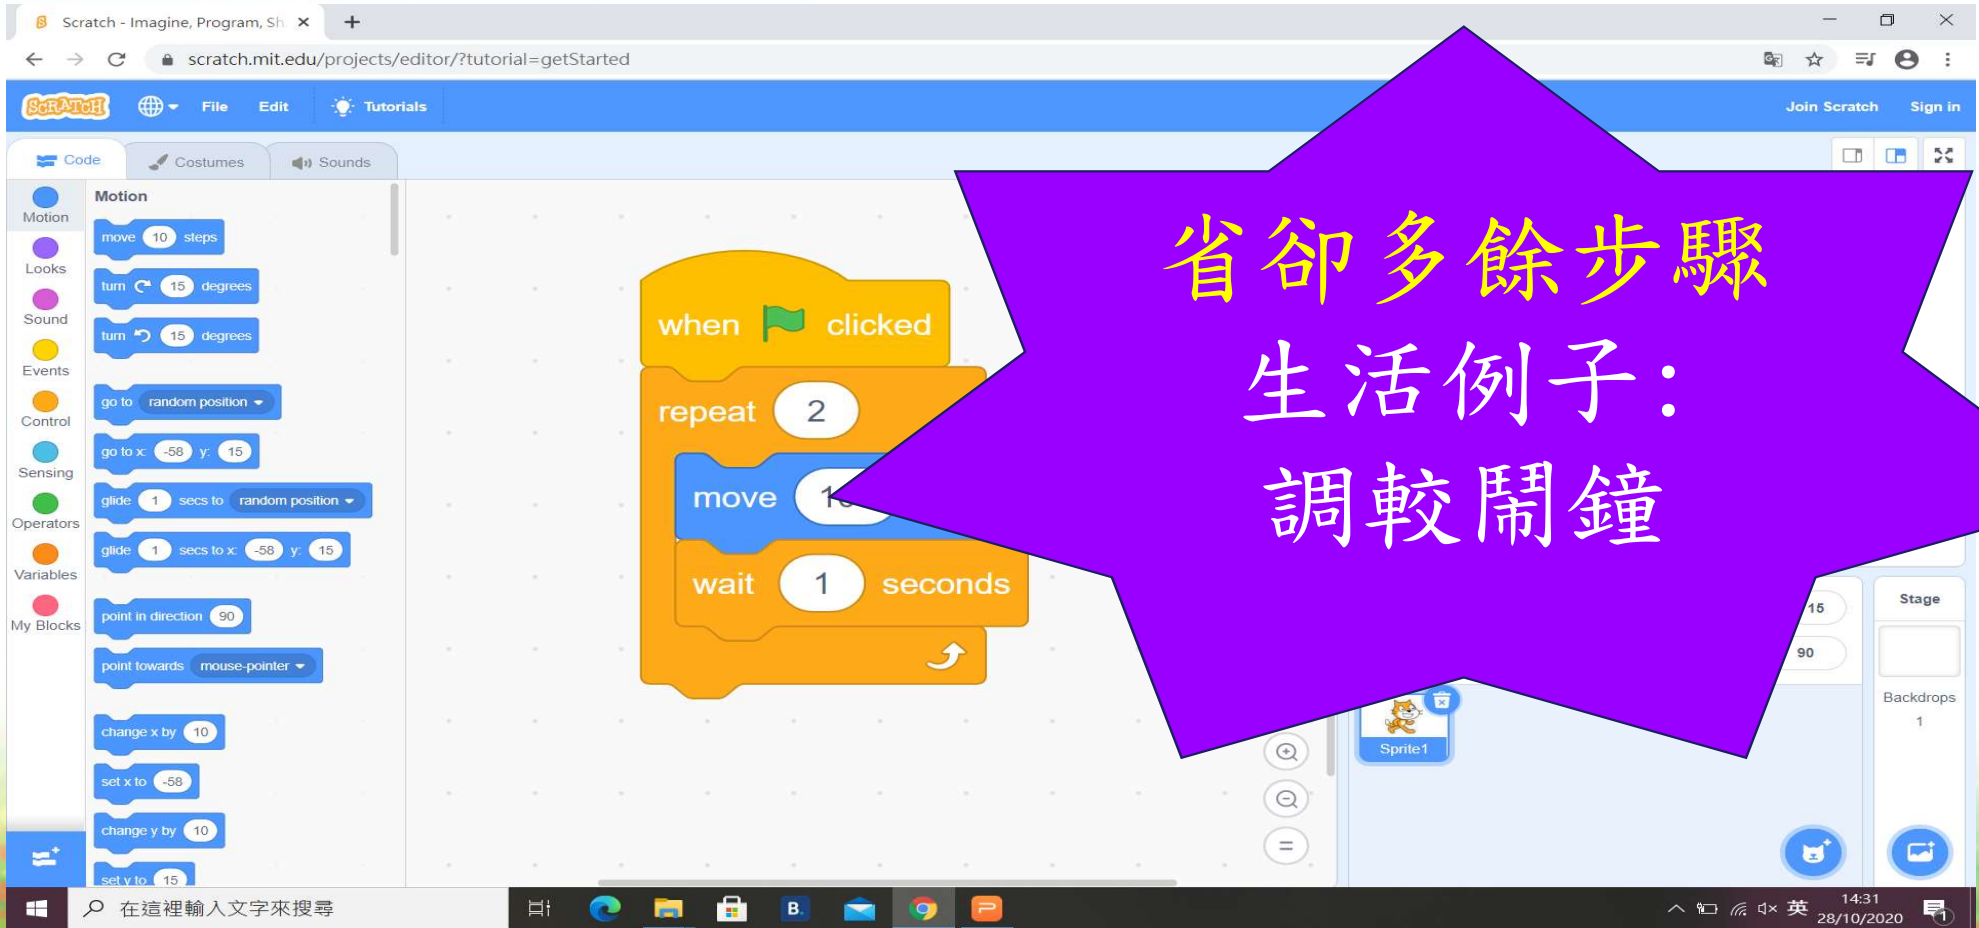 Scratch - Imagine, Program, Sh
scratch.mit.edu/projects/editor/?tutorial=getStarted
SCRATCH File Edit Tutorials Join Scratch Sign in
Code Costumes Sounds
Motion
Looks
Sound
Events
Control
Sensing
Operators
Variables
My Blocks
Motion
move 10 steps
turn 15 degrees
turn 15 degrees
go to random position
go to x: -58 y: 15
glide 1 secs to random position
glide 1 secs to x: -58 y: 15
point in direction 90
point towards mouse-pointer
change x by 10
set x to -58
change y by 10
set y to 15
when clicked
repeat 2
move
wait 1 seconds
省卻多餘步驟
生活例子:
調較鬧鐘
15
90
Sprite1
Stage
Backdrops
1
在這裡輸入文字來搜尋
B.
英
14:31
28/10/2020
1